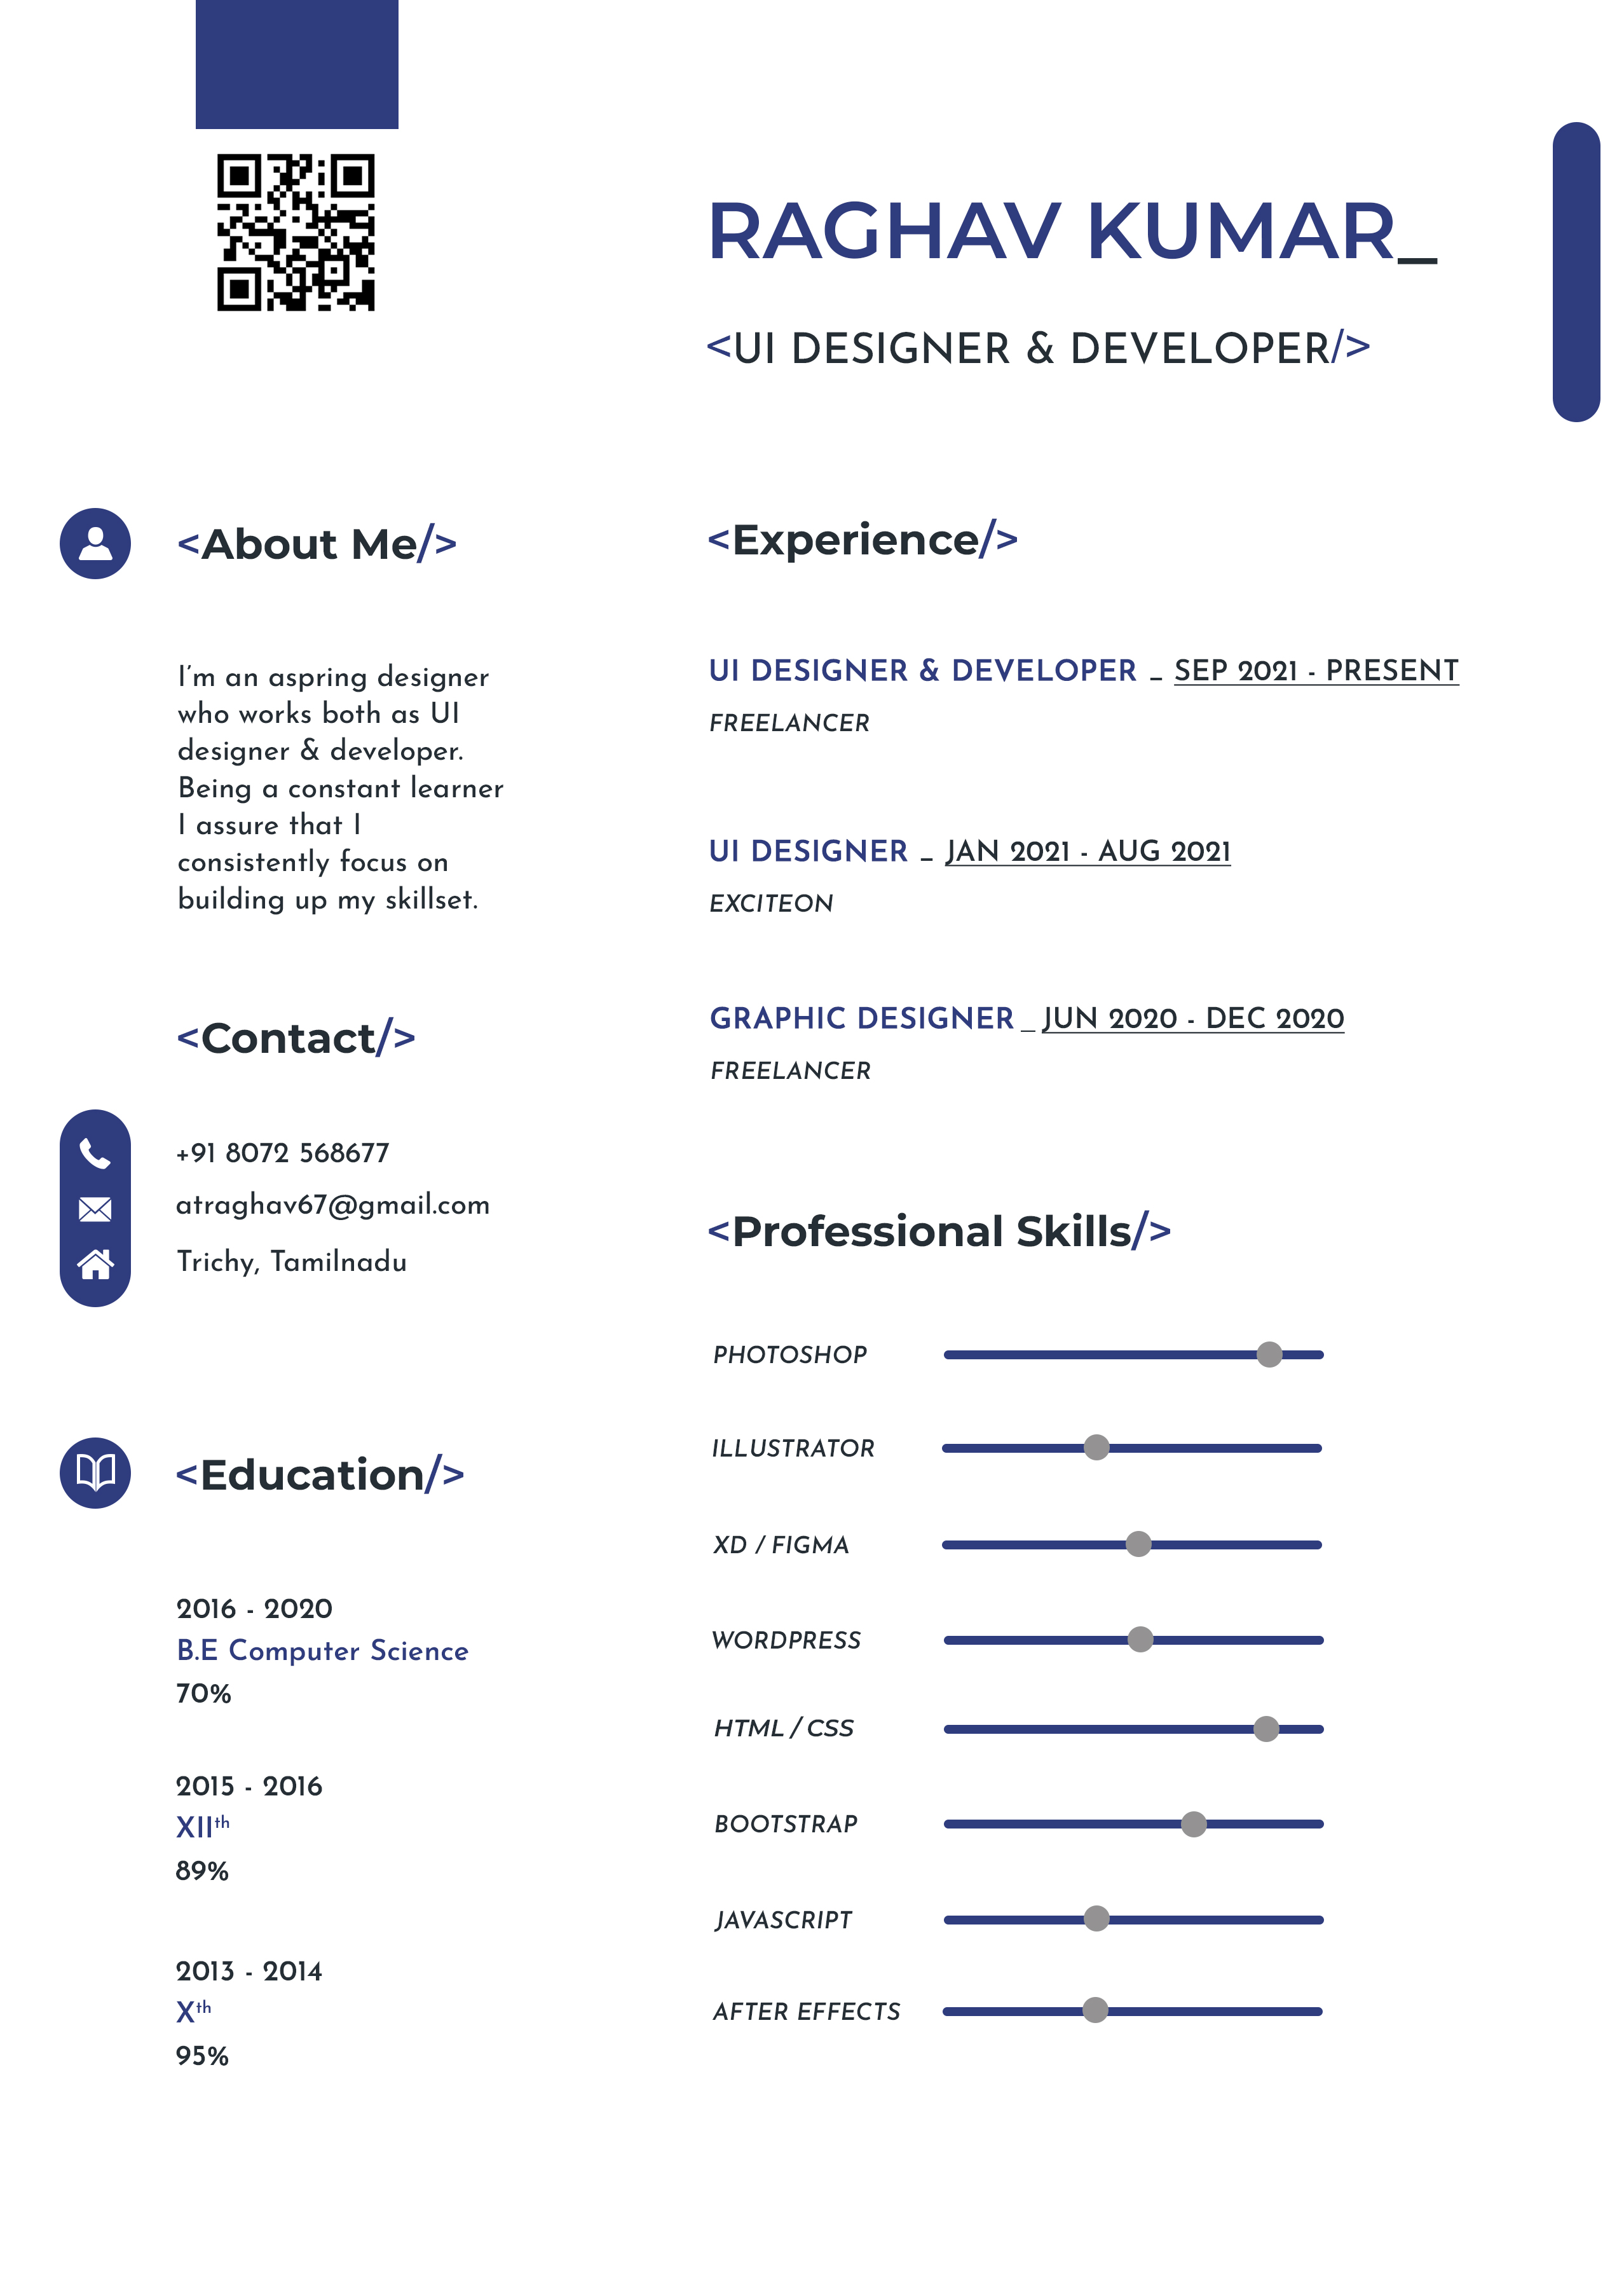 RAGHAV KUMAR_
<UI DESIGNER & DEVELOPER/>
<About Me/>
I’m an aspring designer
who works both as UI
designer & developer.
Being a constant learner
I assure that I
consistently focus on
building up my skillset.
<Contact/>
+91 8072 568677
atraghav67@gmail.com
Trichy, Tamilnadu
<Education/>
2016 - 2020
B.E Computer Science
70%
2015 - 2016
XIIth
89%
2013 - 2014
Xth
95%
<Experience/>
UI DESIGNER & DEVELOPER _ SEP 2021 - PRESENT
FREELANCER
UI DESIGNER _ JAN 2021 - AUG 2021
EXCITEON
GRAPHIC DESIGNER _ JUN 2020 - DEC 2020
FREELANCER
<Professional Skills/>
PHOTOSHOP
ILLUSTRATOR
XD / FIGMA
WORDPRESS
HTML / CSS
BOOTSTRAP
JAVASCRIPT
AFTER EFFECTS